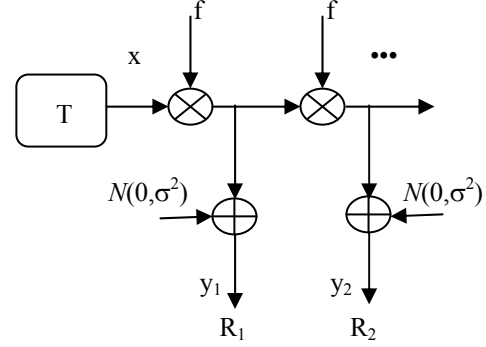 f f
x
•••
T
N(0,σ²) N(0,σ²)
y₁ y₂
R₁ R₂